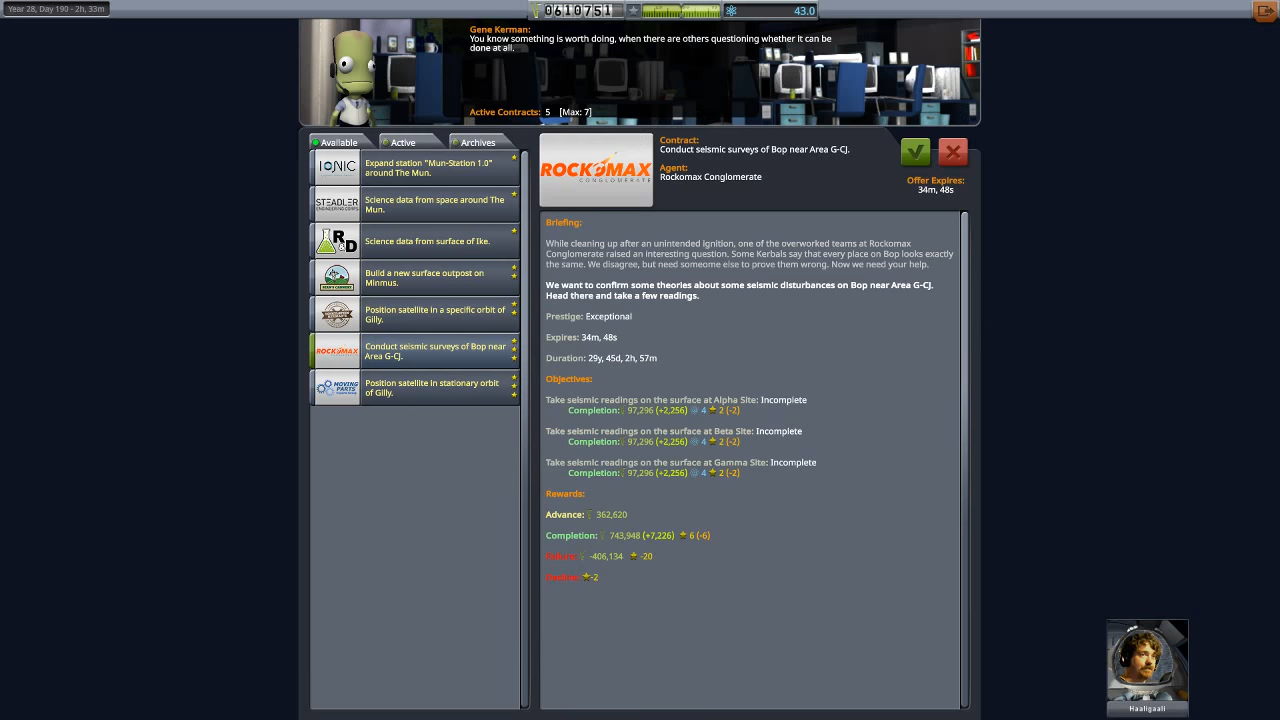 Year 28, Day 190 - 2h, 33m
0610751
43.0
Gene Kerman:
You know something is worth doing, when there are others questioning whether it can be
done at all.
Active Contracts: 5 [Max: 7]
Available
Active
Archives
IONIC
Expand station "Mun-Station 1.0"
around The Mun.
STEADLER
ENGINEERING CORPS
Science data from space around The
Mun.
R&D
Science data from surface of Ike.
Build a new surface outpost on
Minmus.
Position satellite in a specific orbit of
Gilly.
ROCKOMAX
Conduct seismic surveys of Bop near
Area G-CJ.
MOVING
PARTS
Position satellite in stationary orbit
of Gilly.
ROCKOMAX
CONGLOMERATE
Contract:
Conduct seismic surveys of Bop near Area G-CJ.
Agent:
Rockomax Conglomerate
Offer Expires:
34m, 48s
Briefing:
While cleaning up after an unintended ignition, one of the overworked teams at Rockomax
Conglomerate raised an interesting question. Some Kerbals say that every place on Bop looks exactly
the same. We disagree, but need someone else to prove them wrong. Now we need your help.
We want to confirm some theories about some seismic disturbances on Bop near Area G-CJ.
Head there and take a few readings.
Prestige: Exceptional
Expires: 34m, 48s
Duration: 29y, 45d, 2h, 57m
Objectives:
Take seismic readings on the surface at Alpha Site: Incomplete
Completion: 97,296 (+2,256) 4 2 (-2)
Take seismic readings on the surface at Beta Site: Incomplete
Completion: 97,296 (+2,256) 4 2 (-2)
Take seismic readings on the surface at Gamma Site: Incomplete
Completion: 97,296 (+2,256) 4 2 (-2)
Rewards:
Advance: 362,620
Completion: 743,948 (+7,226) 6 (-6)
-406,134 -20
-2
Haaligaali